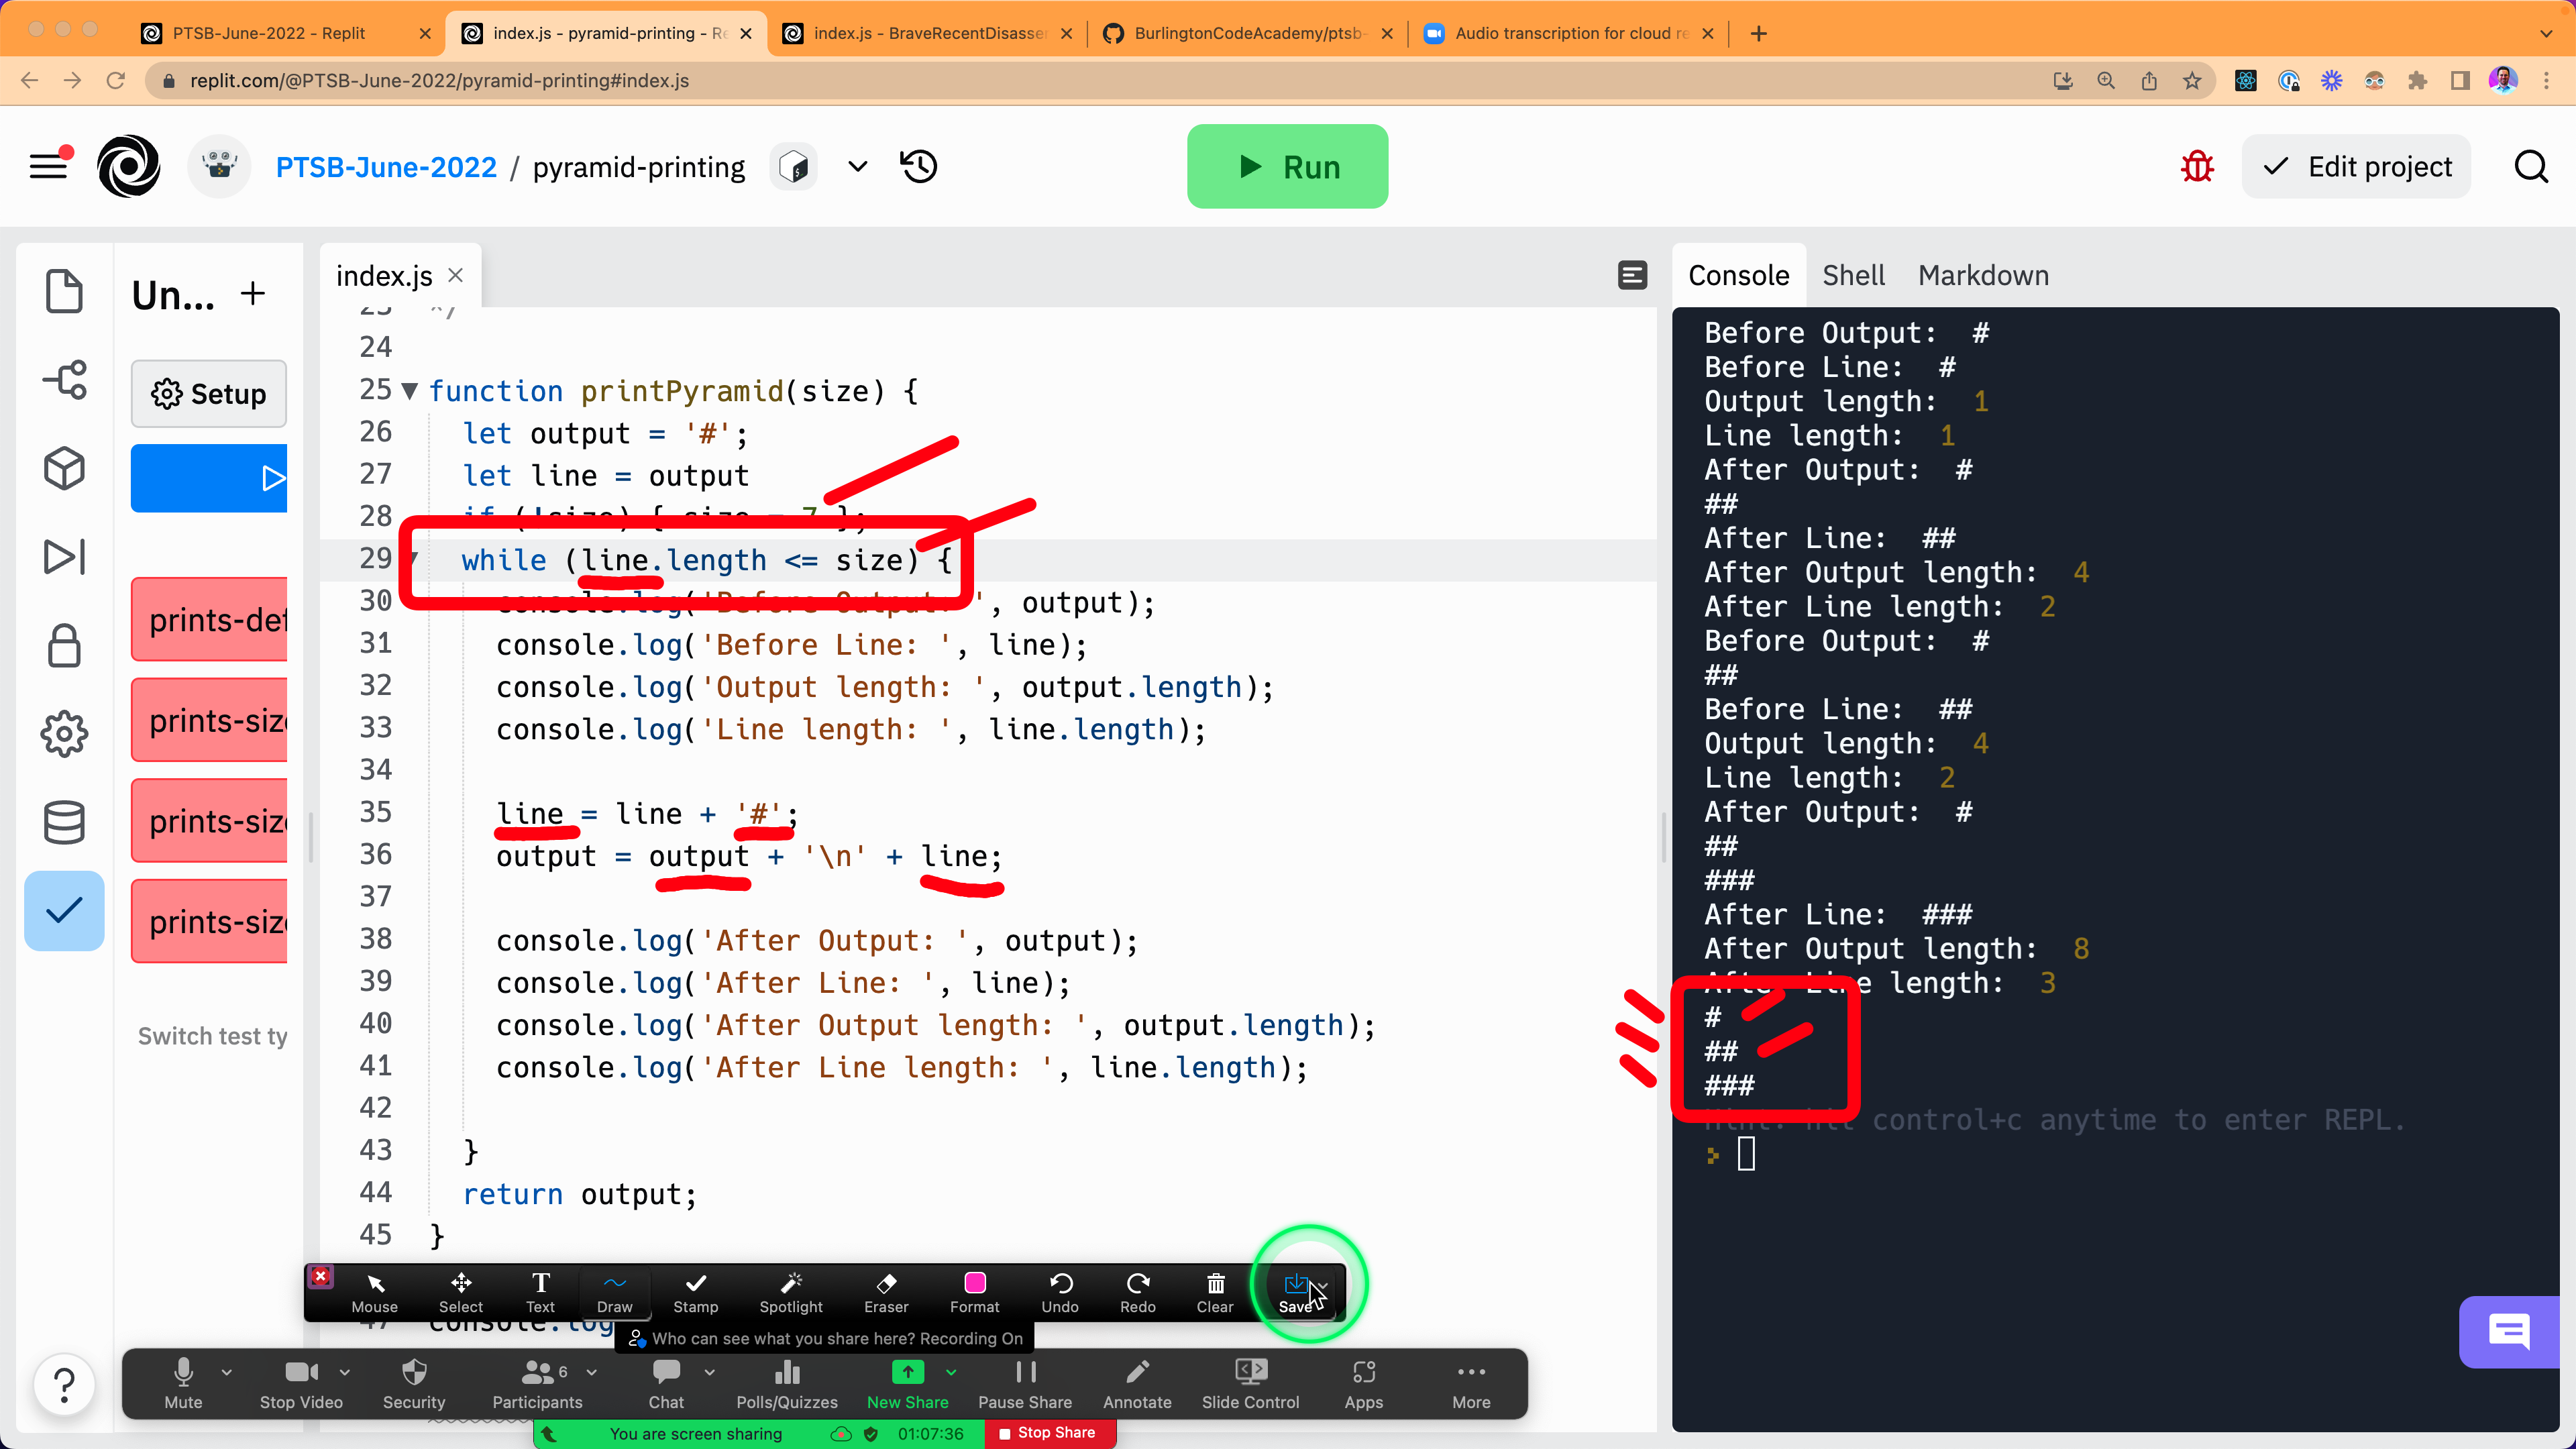 PTSB-June-2022 - Replit
index.js - pyramid-printing - Re
index.js - BraveRecentDisasse
BurlingtonCodeAcademy/ptsb-
Audio transcription for cloud re
replit.com/@PTSB-June-2022/pyramid-printing#index.js
PTSB-June-2022 / pyramid-printing
Run
Edit project
Un...
Setup
prints-def
prints-size
prints-size
prints-size
Switch test ty
index.js
23 */
24
25 function printPyramid(size) {
26 let output = '#';
27 let line = output
28 if (!size) { size = 7 };
29 while (line.length <= size) {
30 console.log('Before Output: ', output);
31 console.log('Before Line: ', line);
32 console.log('Output length: ', output.length);
33 console.log('Line length: ', line.length);
34
35 line = line + '#';
36 output = output + '\n' + line;
37
38 console.log('After Output: ', output);
39 console.log('After Line: ', line);
40 console.log('After Output length: ', output.length);
41 console.log('After Line length: ', line.length);
42
43 }
44 return output;
45 }
47 console.log
Console Shell Markdown
Before Output:  #
Before Line:  #
Output length:  1
Line length:  1
After Output:  #
##
After Line:  ##
After Output length:  4
After Line length:  2
Before Output:  #
##
Before Line:  ##
Output length:  4
Line length:  2
After Output:  #
##
###
After Line:  ###
After Output length:  8
After Line length:  3
#
##
###
Hint: hit control+c anytime to enter REPL.
Mouse Select Text Draw Stamp Spotlight Eraser Format Undo Redo Clear Save
Who can see what you share here? Recording On
6
Mute Stop Video Security Participants Chat Polls/Quizzes New Share Pause Share Annotate Slide Control Apps More
You are screen sharing 01:07:36 Stop Share